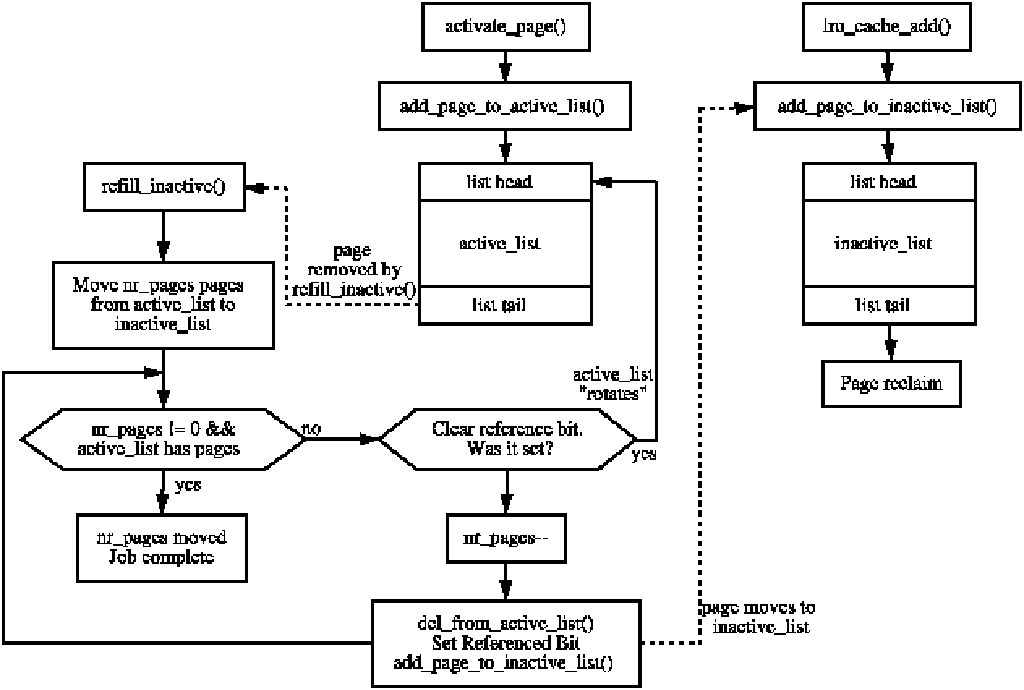 activate_page()
lru_cache_add()
add_page_to_active_list()
add_page_to_inactive_list()
refill_inactive()
list head
active_list
list tail
list head
inactive_list
list tail
page
removed by
refill_inactive()
Move nr_pages pages
from active_list to
inactive_list
Page reclaim
active_list
"rotates"
nr_pages != 0 &&
active_list has pages
no
Clear reference bit.
Was it set?
yes
yes
nr_pages moved
Job complete
nr_pages--
del_from_active_list()
Set Referenced Bit
add_page_to_inactive_list()
page moves to
inactive_list